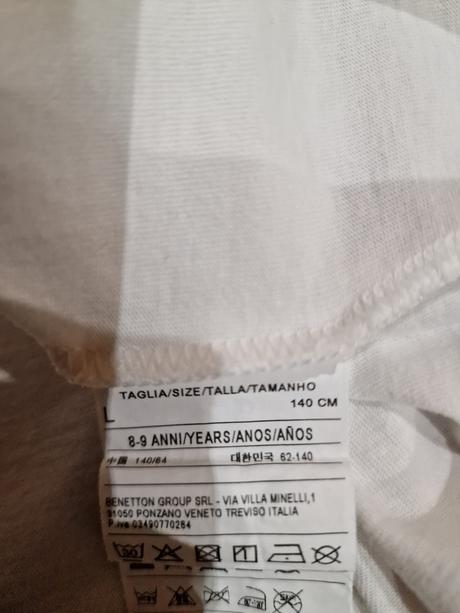 TAGLIA/SIZE/TALLA/TAMANHO
L 140 CM
8-9 ANNI/YEARS/ANOS/AÑOS
中国 140/64 대한민국 62-140
BENETTON GROUP SRL - VIA VILLA MINELLI,1
31050 PONZANO VENETO TREVISO ITALIA
P.iva 03490770264
30